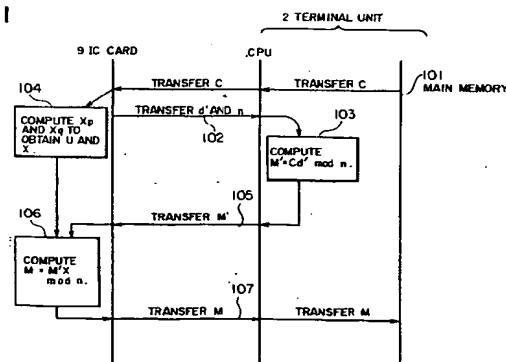 1
2 TERMINAL UNIT
9 IC CARD
CPU
104
TRANSFER C
TRANSFER C
101
MAIN MEMORY
COMPUTE Xp
AND Xq TO
OBTAIN U AND
X.
TRANSFER d' AND n
102
103
COMPUTE
M'=Cd' mod n.
105
TRANSFER M'
106
COMPUTE
M = M'X
mod n.
107
TRANSFER M
TRANSFER M